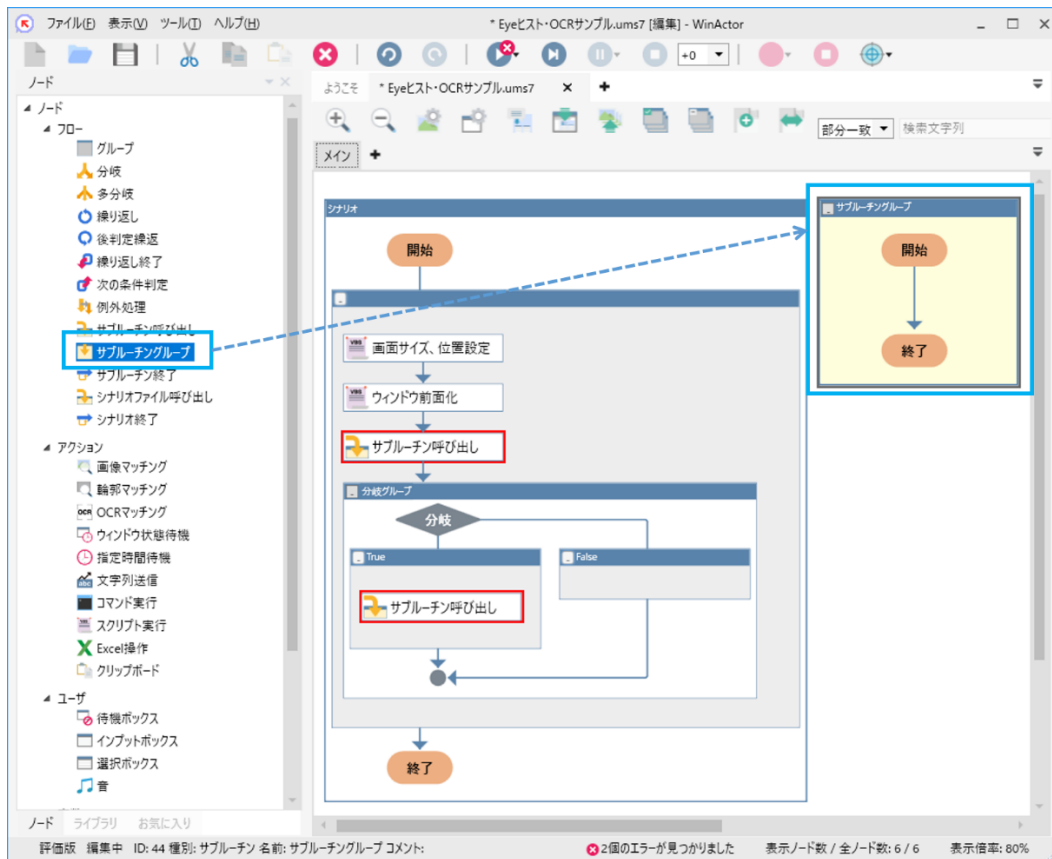 ファイル(F) 表示(V) ツール(T) ヘルプ(H)
* Eyeヒスト・OCRサンプル.ums7 [編集] - WinActor
+0
ノード
ようこそ
* Eyeヒスト・OCRサンプル.ums7
部分一致
検索文字列
メイン
ノード
フロー
グループ
分岐
多分岐
繰り返し
後判定繰返
繰り返し終了
次の条件判定
例外処理
サブルーチン呼び出し
サブルーチングループ
サブルーチン終了
シナリオファイル呼び出し
シナリオ終了
アクション
画像マッチング
輪郭マッチング
OCRマッチング
ウィンドウ状態待機
指定時間待機
文字列送信
コマンド実行
スクリプト実行
Excel操作
クリップボード
ユーザ
待機ボックス
インプットボックス
選択ボックス
音
ノード ライブラリ お気に入り
シナリオ
開始
画面サイズ、位置設定
ウィンドウ前面化
サブルーチン呼び出し
分岐グループ
分岐
True
False
サブルーチン呼び出し
終了
サブルーチングループ
開始
終了
評価版 編集中 ID: 44 種別: サブルーチン 名前: サブルーチングループ コメント:
2個のエラーが見つかりました
表示ノード数 / 全ノード数: 6 / 6
表示倍率: 80%